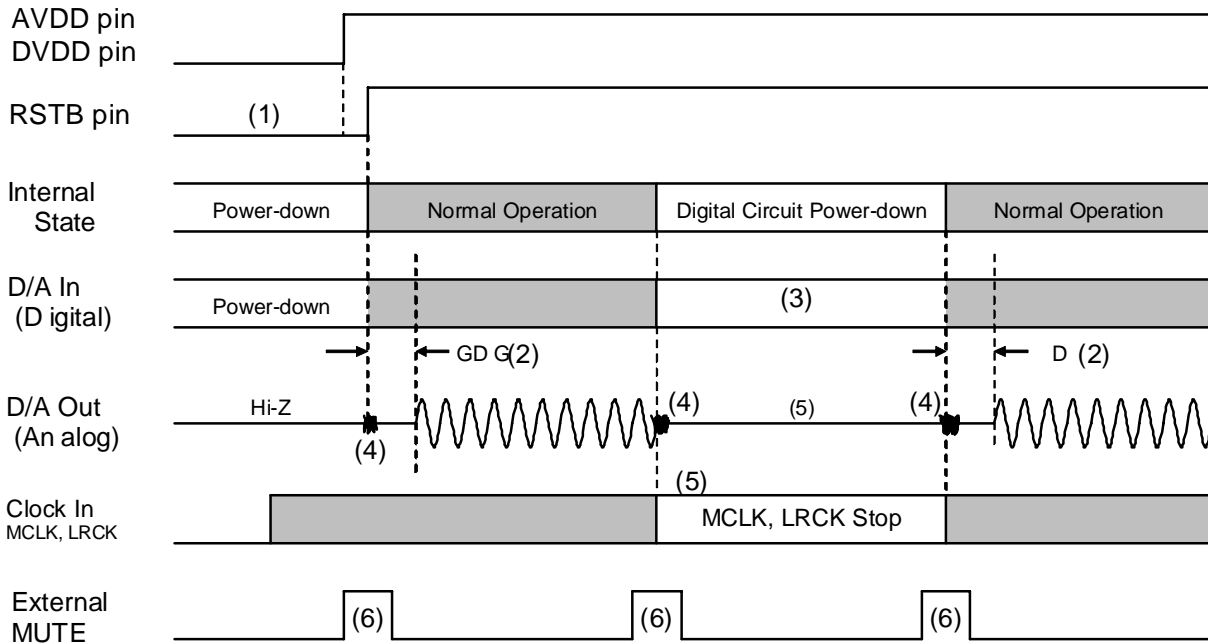 AVDD pin
DVDD pin
RSTB pin
(1)
Internal
State
Power-down
Normal Operation
Digital Circuit Power-down
Normal Operation
D/A In
(D igital)
Power-down
(3)
GD G(2)
D (2)
D/A Out
(An alog)
Hi-Z
(4)
(4)
(5)
(4)
Clock In
MCLK, LRCK
(5)
MCLK, LRCK Stop
External
MUTE
(6)
(6)
(6)